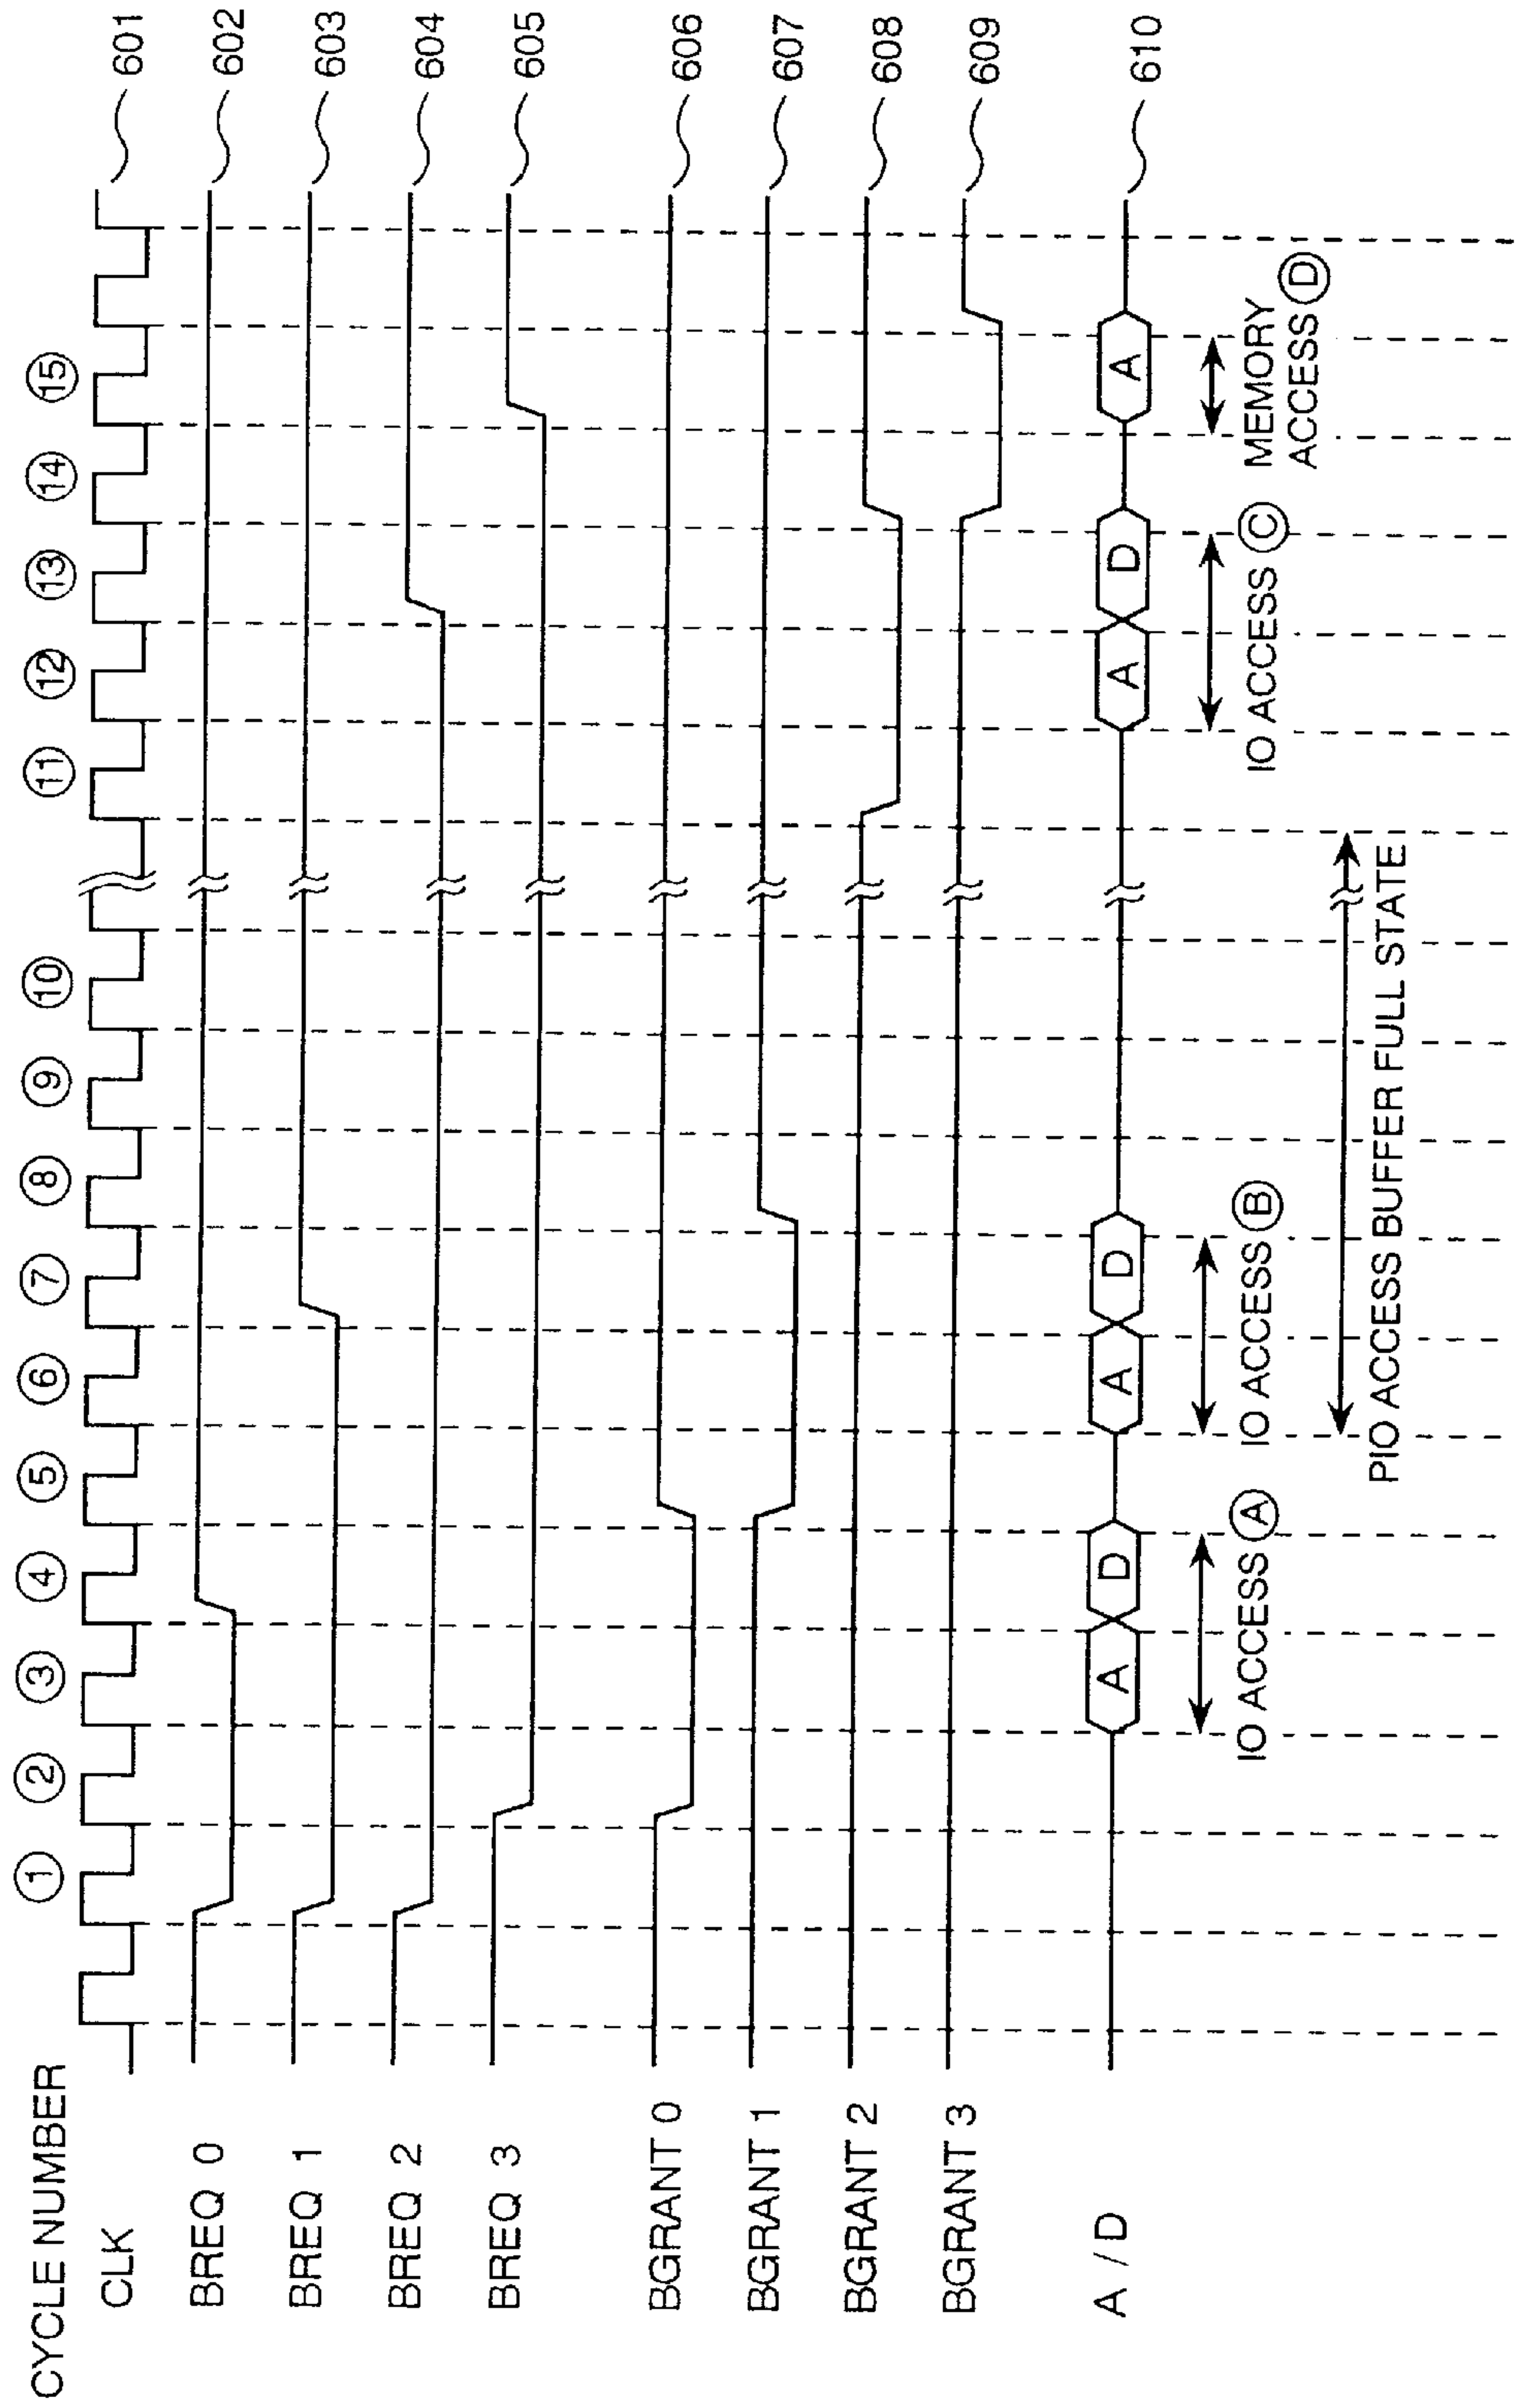 CYCLE NUMBER ① ② ③ ④ ⑤ ⑥ ⑦ ⑧ ⑨ ⑩ ⑪ ⑫ ⑬ ⑭ ⑮
CLK 601
BREQ 0 602
BREQ 1 603
BREQ 2 604
BREQ 3 605
BGRANT 0 606
BGRANT 1 607
BGRANT 2 608
BGRANT 3 609
A / D A D A D A D A 610
IO ACCESS Ⓐ IO ACCESS Ⓑ IO ACCESS Ⓒ MEMORY
ACCESS Ⓓ
PIO ACCESS BUFFER FULL STATE